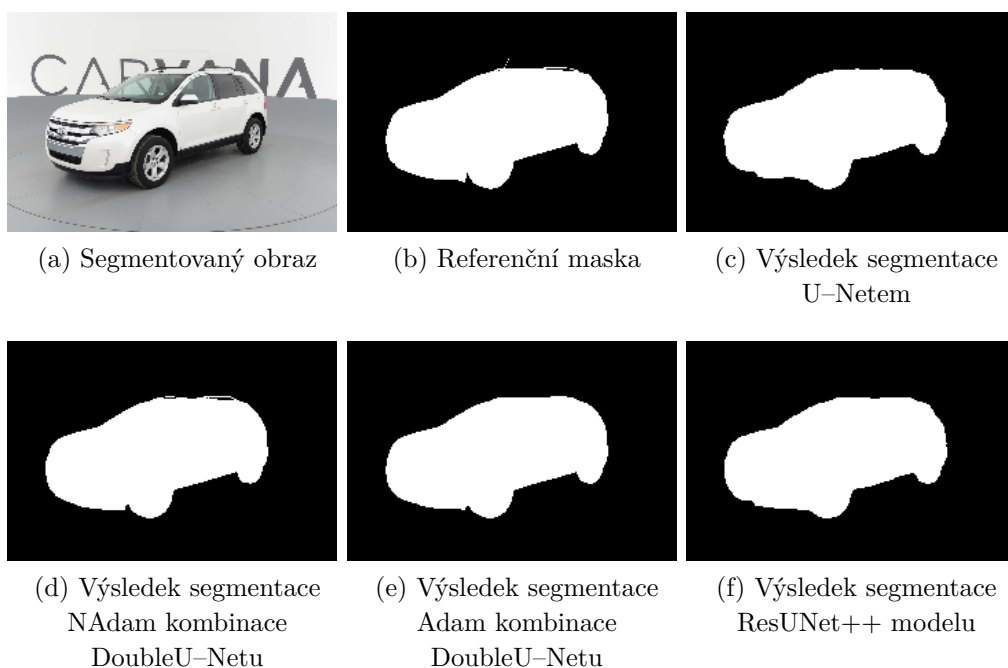 CARVANA
(a) Segmentovaný obraz
(b) Referenční maska
(c) Výsledek segmentace
U–Netem
(d) Výsledek segmentace
NAdam kombinace
DoubleU–Netu
(e) Výsledek segmentace
Adam kombinace
DoubleU–Netu
(f) Výsledek segmentace
ResUNet++ modelu